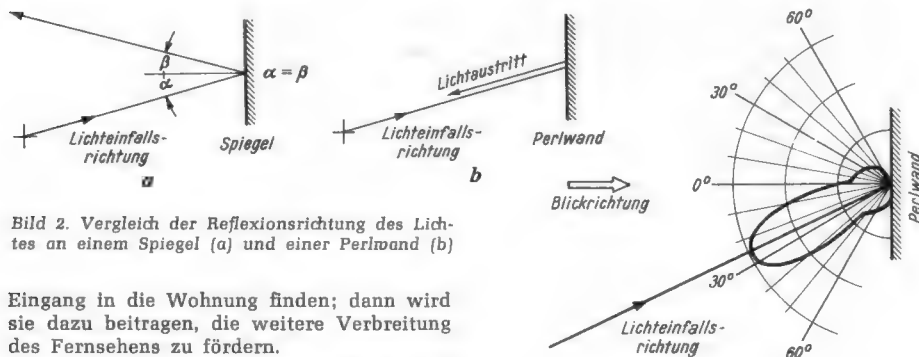 β
α
α = β
Lichteinfalls-
richtung
Spiegel
a
Lichtaustritt
Lichteinfalls-
richtung
Perlwand
b
Bild 2. Vergleich der Reflexionsrichtung des Lich-
tes an einem Spiegel (a) und einer Perlwand (b)
Eingang in die Wohnung finden; dann wird
sie dazu beitragen, die weitere Verbreitung
des Fernsehens zu fördern.
60°
30°
0°
Blickrichtung
30°
Lichteinfalls-
richtung
60°
Perlwand